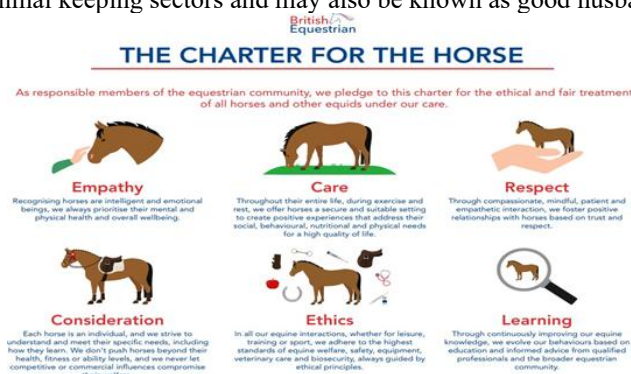 nimal keeping sectors and may also be known as good husba
British
Equestrian
THE CHARTER FOR THE HORSE
As responsible members of the equestrian community, we pledge to this charter for the ethical and fair treatment
of all horses and other equids under our care.
Empathy
Recognising horses are intelligent and emotional
beings, we always prioritise their mental and
physical health and overall wellbeing.
Care
Throughout their entire life, during exercise and
rest, we offer horses a secure and suitable setting
to create positive experiences that address their
social, behavioural, nutritional and physical needs
for a high quality of life.
Respect
Through compassionate, mindful, patient and
empathetic interaction, we foster positive
relationships with horses based on trust and
respect.
Consideration
Each horse is an individual, and we strive to
understand and meet their specific needs, including
how they learn. We don't push horses beyond their
health, fitness or ability levels, and we never let
competitive or commercial influences compromise
Ethics
In all our equine interactions, whether for leisure,
training or sport, we adhere to the highest
standards of equine welfare, safety, equipment,
veterinary care and biosecurity, always guided by
ethical principles.
Learning
Through continuously improving our equine
knowledge, we evolve our behaviours based on
education and informed advice from qualified
professionals and the broader equestrian
community.